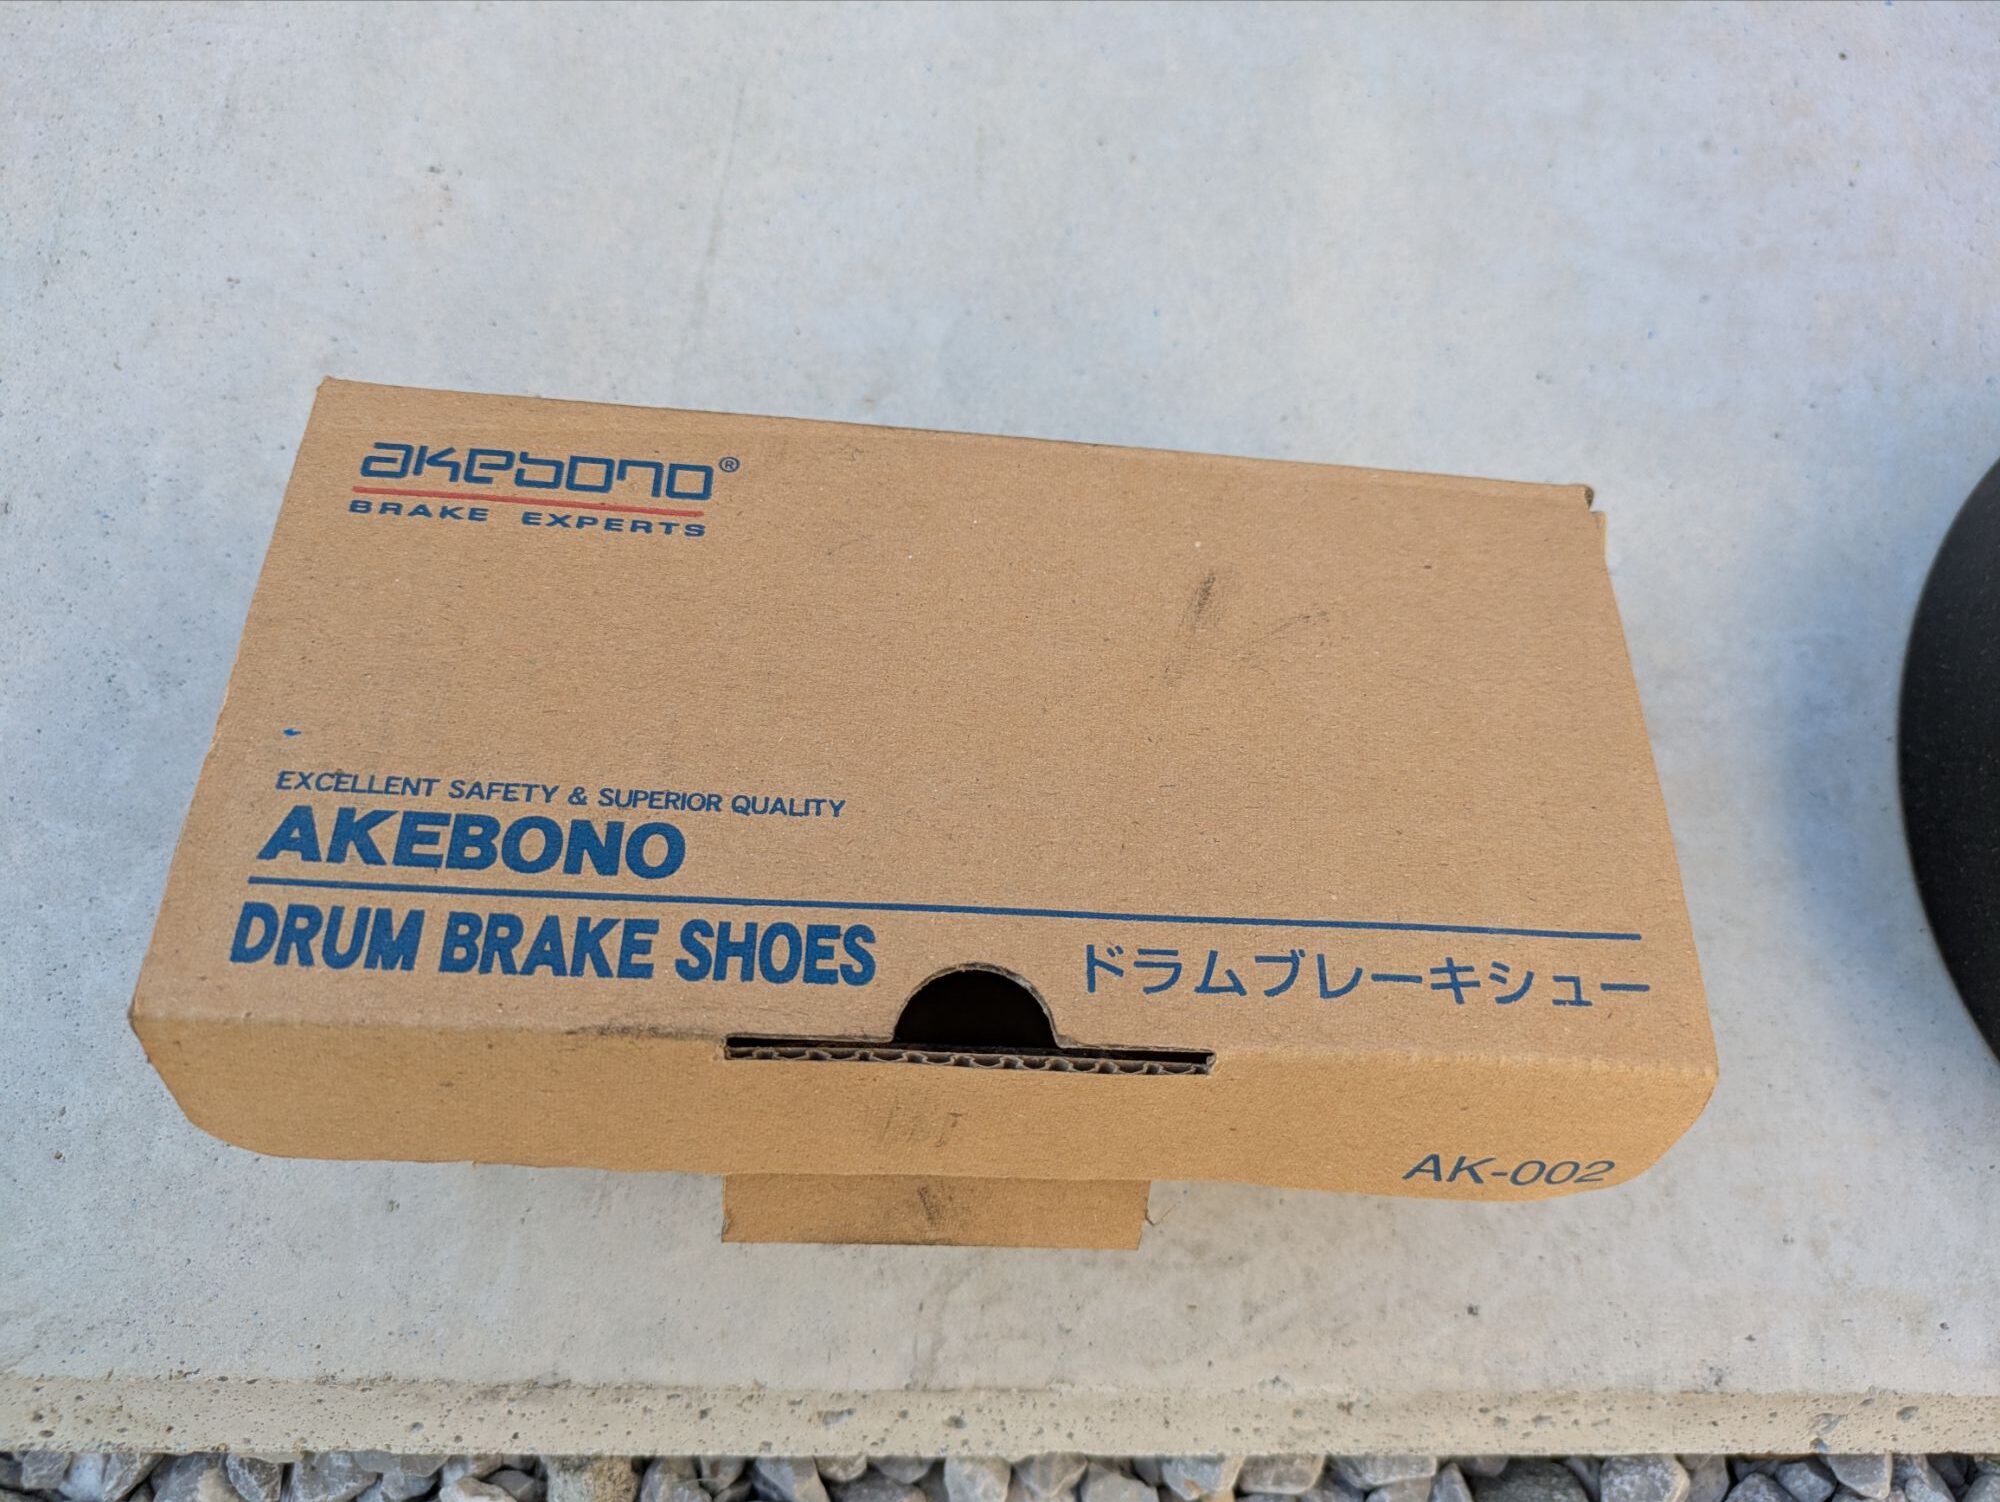 akebono®
BRAKE EXPERTS
EXCELLENT SAFETY & SUPERIOR QUALITY
AKEBONO
DRUM BRAKE SHOES ドラムブレーキシュー
AK-002